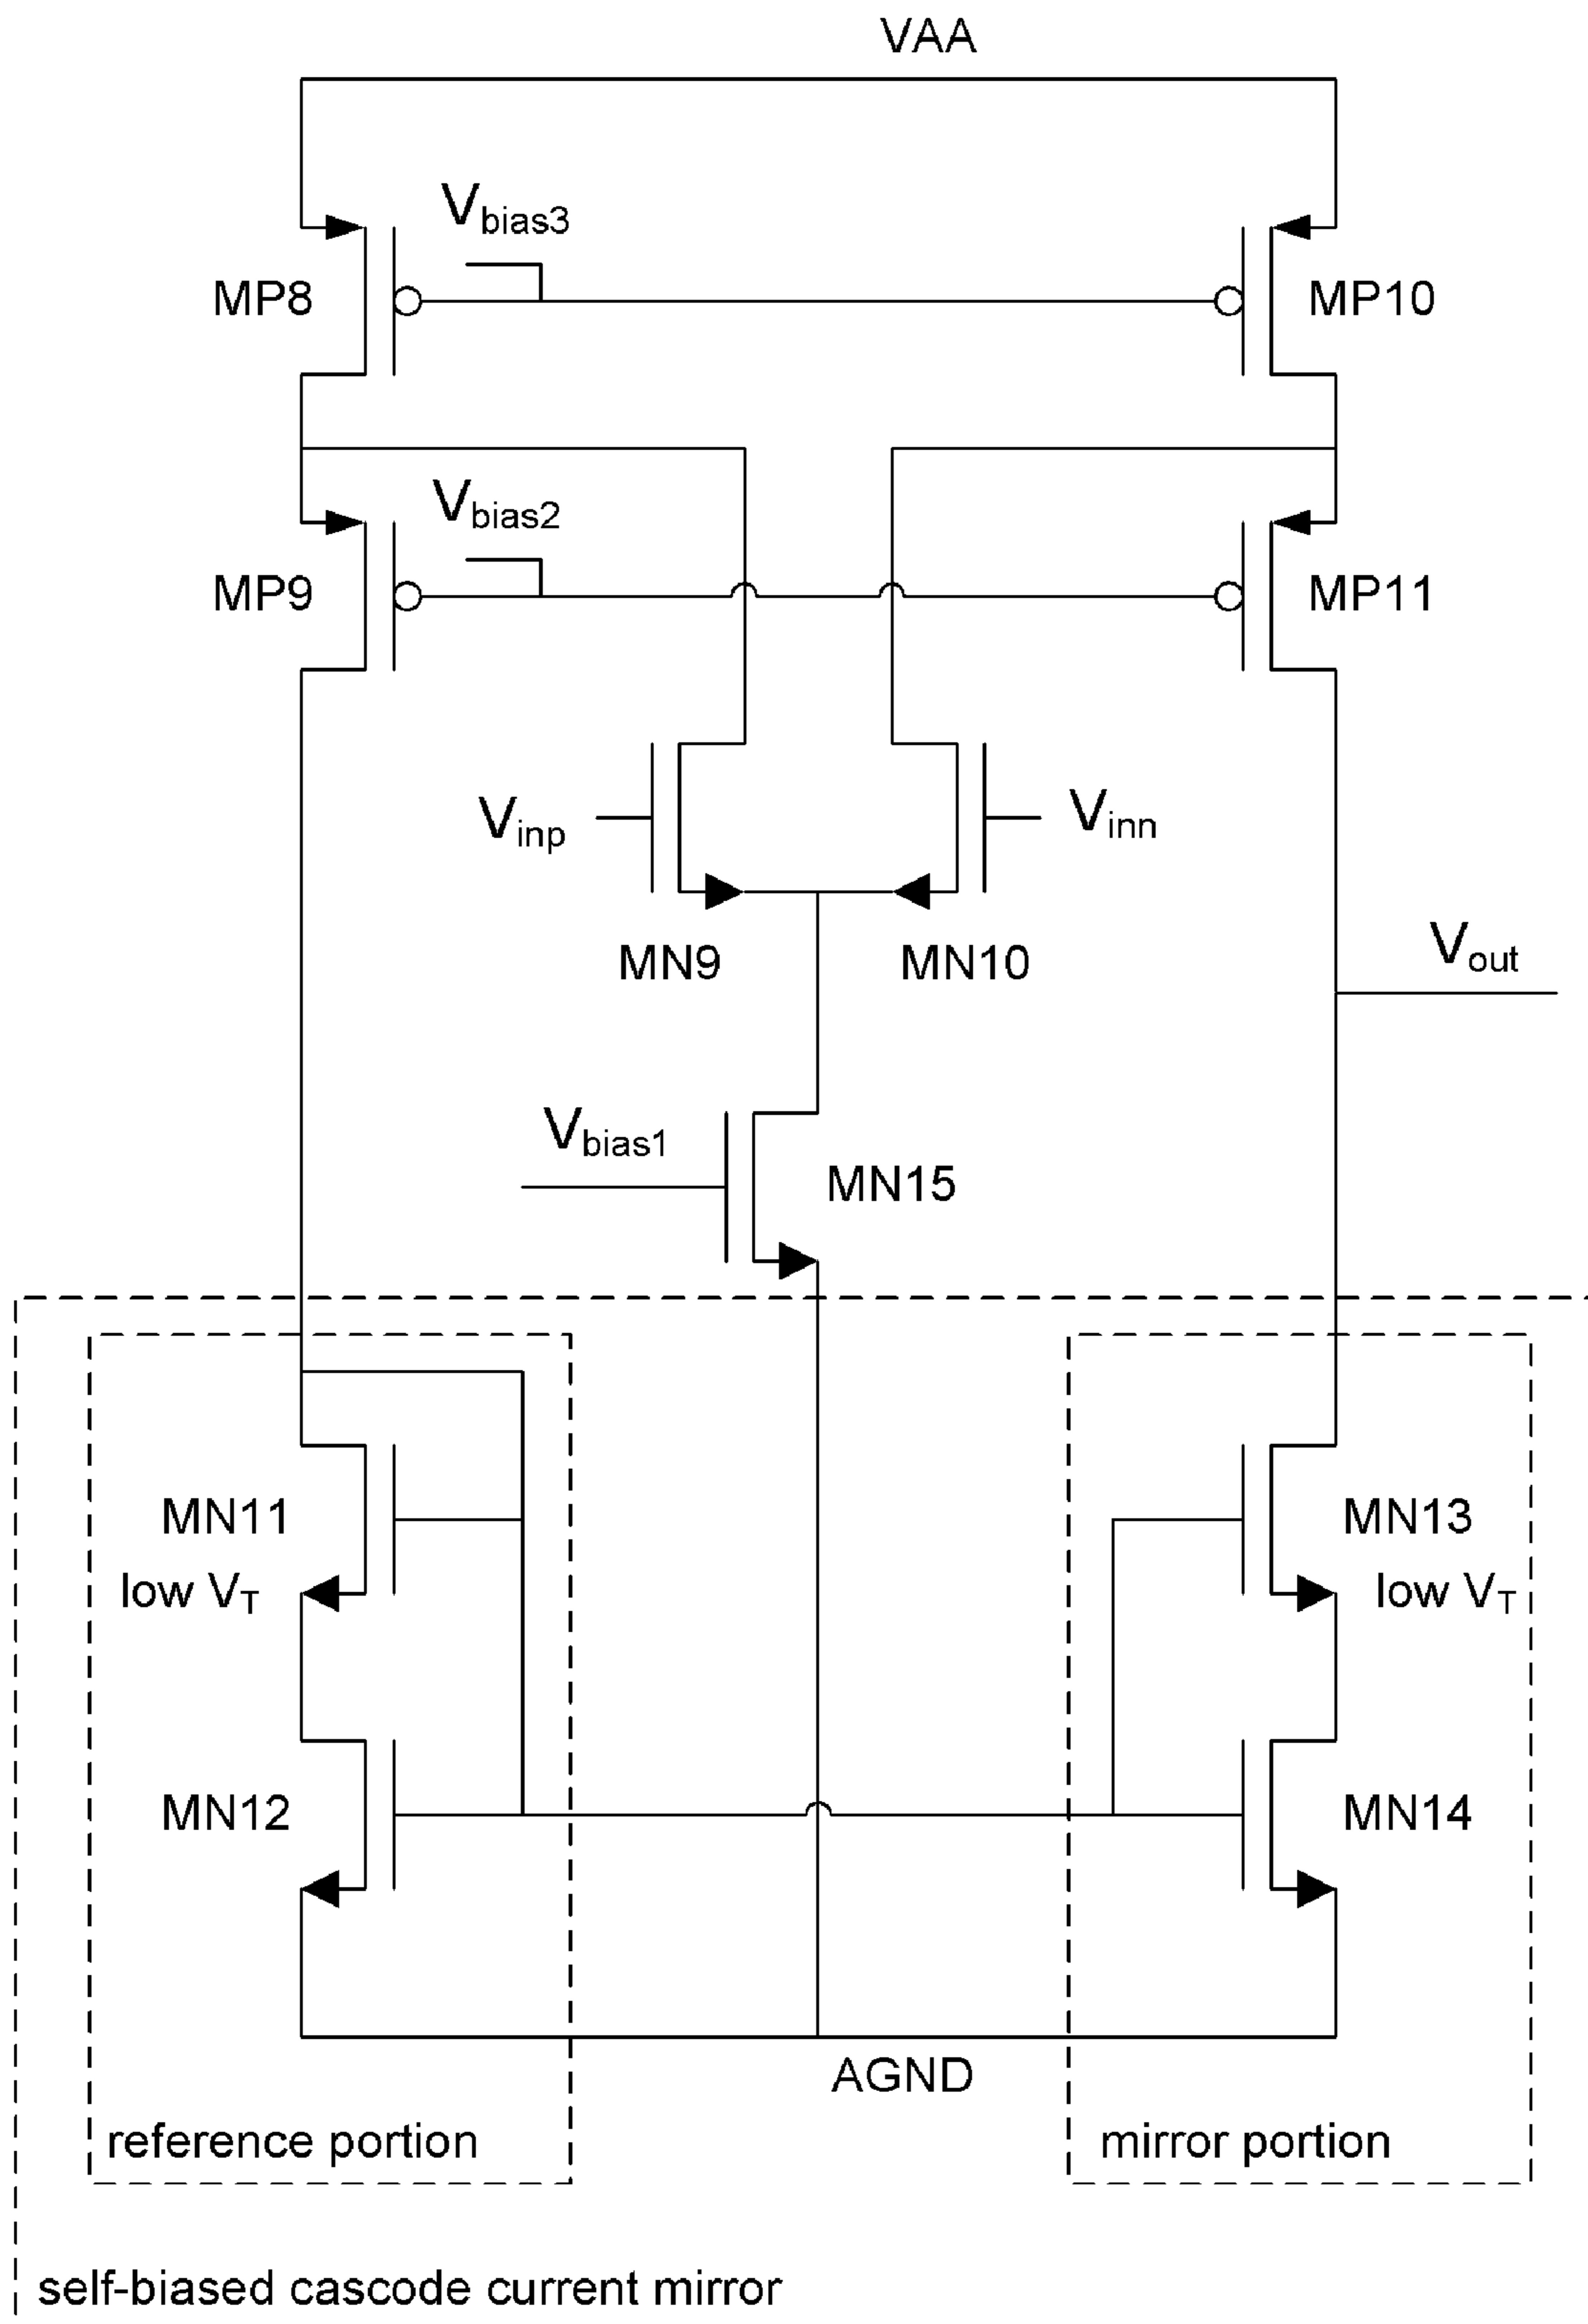 VAA
Vbias3
MP8
MP10
Vbias2
MP9
MP11
Vinp
Vinn
MN9
MN10
Vout
Vbias1
MN15
MN11
MN13
low VT
low VT
MN12
MN14
AGND
reference portion
mirror portion
self-biased cascode current mirror